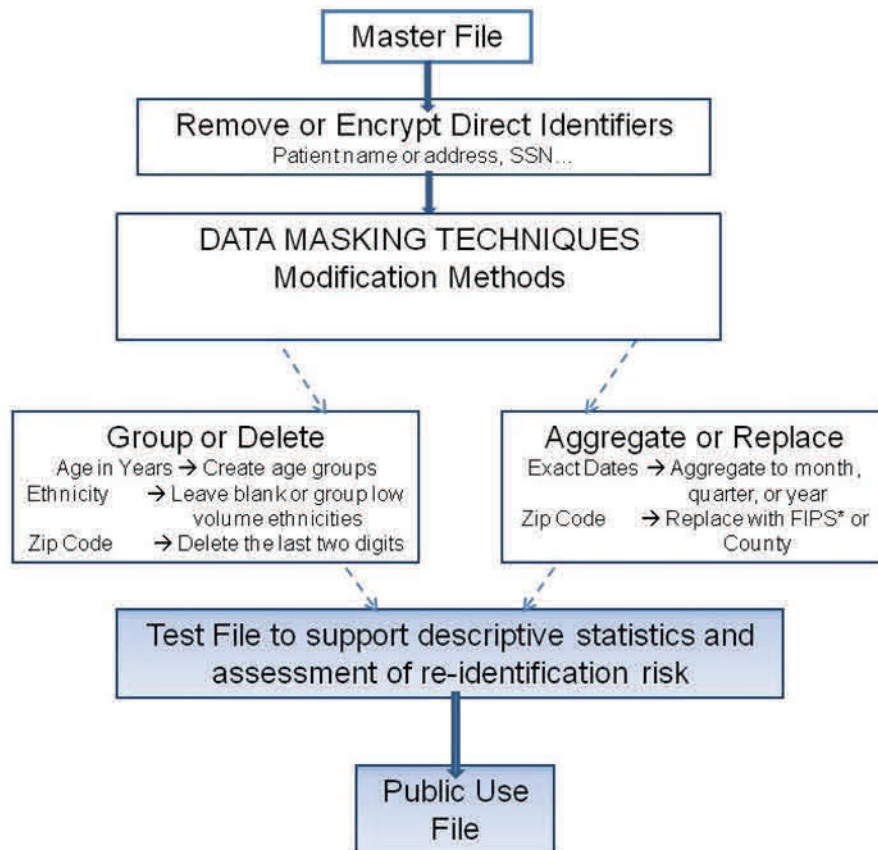 Master File
Remove or Encrypt Direct Identifiers
Patient name or address, SSN...
DATA MASKING TECHNIQUES
Modification Methods
Group or Delete
Age in Years → Create age groups
Ethnicity → Leave blank or group low
volume ethnicities
Zip Code → Delete the last two digits
Aggregate or Replace
Exact Dates → Aggregate to month,
quarter, or year
Zip Code → Replace with FIPS* or
County
Test File to support descriptive statistics and
assessment of re-identification risk
Public Use
File